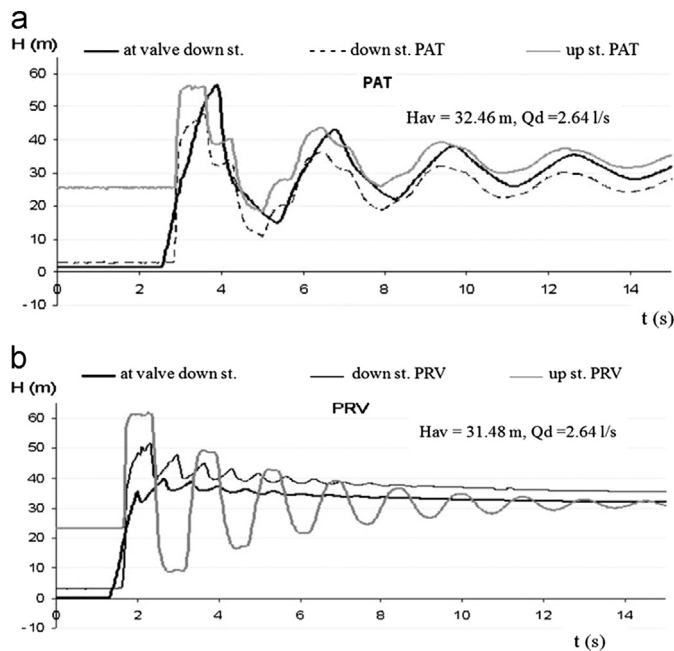 a
H (m)
at valve down st.
down st. PAT
up st. PAT
PAT
Hav = 32.46 m, Qd =2.64 l/s
60
50
40
30
20
10
0
-10
0 2 4 6 8 10 12 14
t (s)
b
H (m)
at valve down st.
down st. PRV
up st. PRV
PRV
Hav = 31.48 m, Qd=2.64 l/s
60
50
40
30
20
10
0
-10
0 2 4 6 8 10 12 14
t (s)